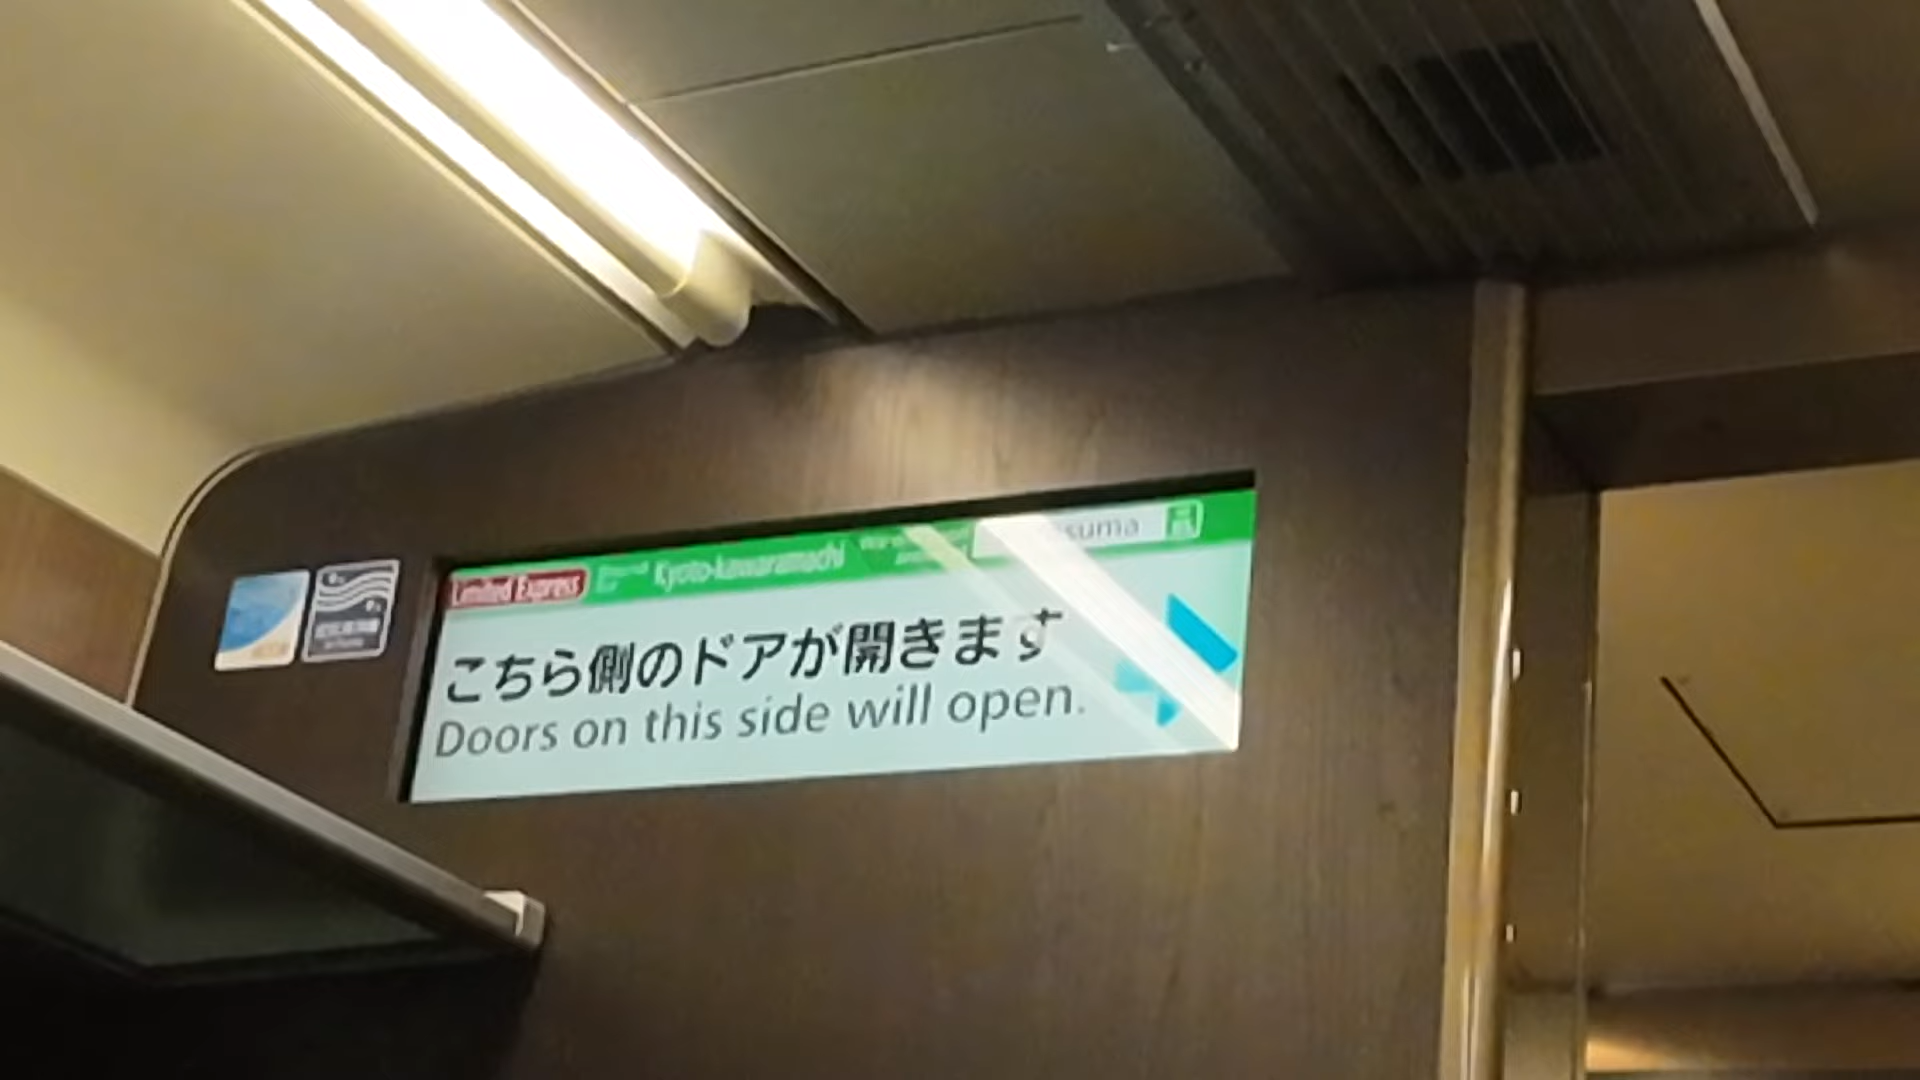 Limited Express Kyoto-kawaramachi suma
こちら側のドアが開きます
Doors on this side will open.